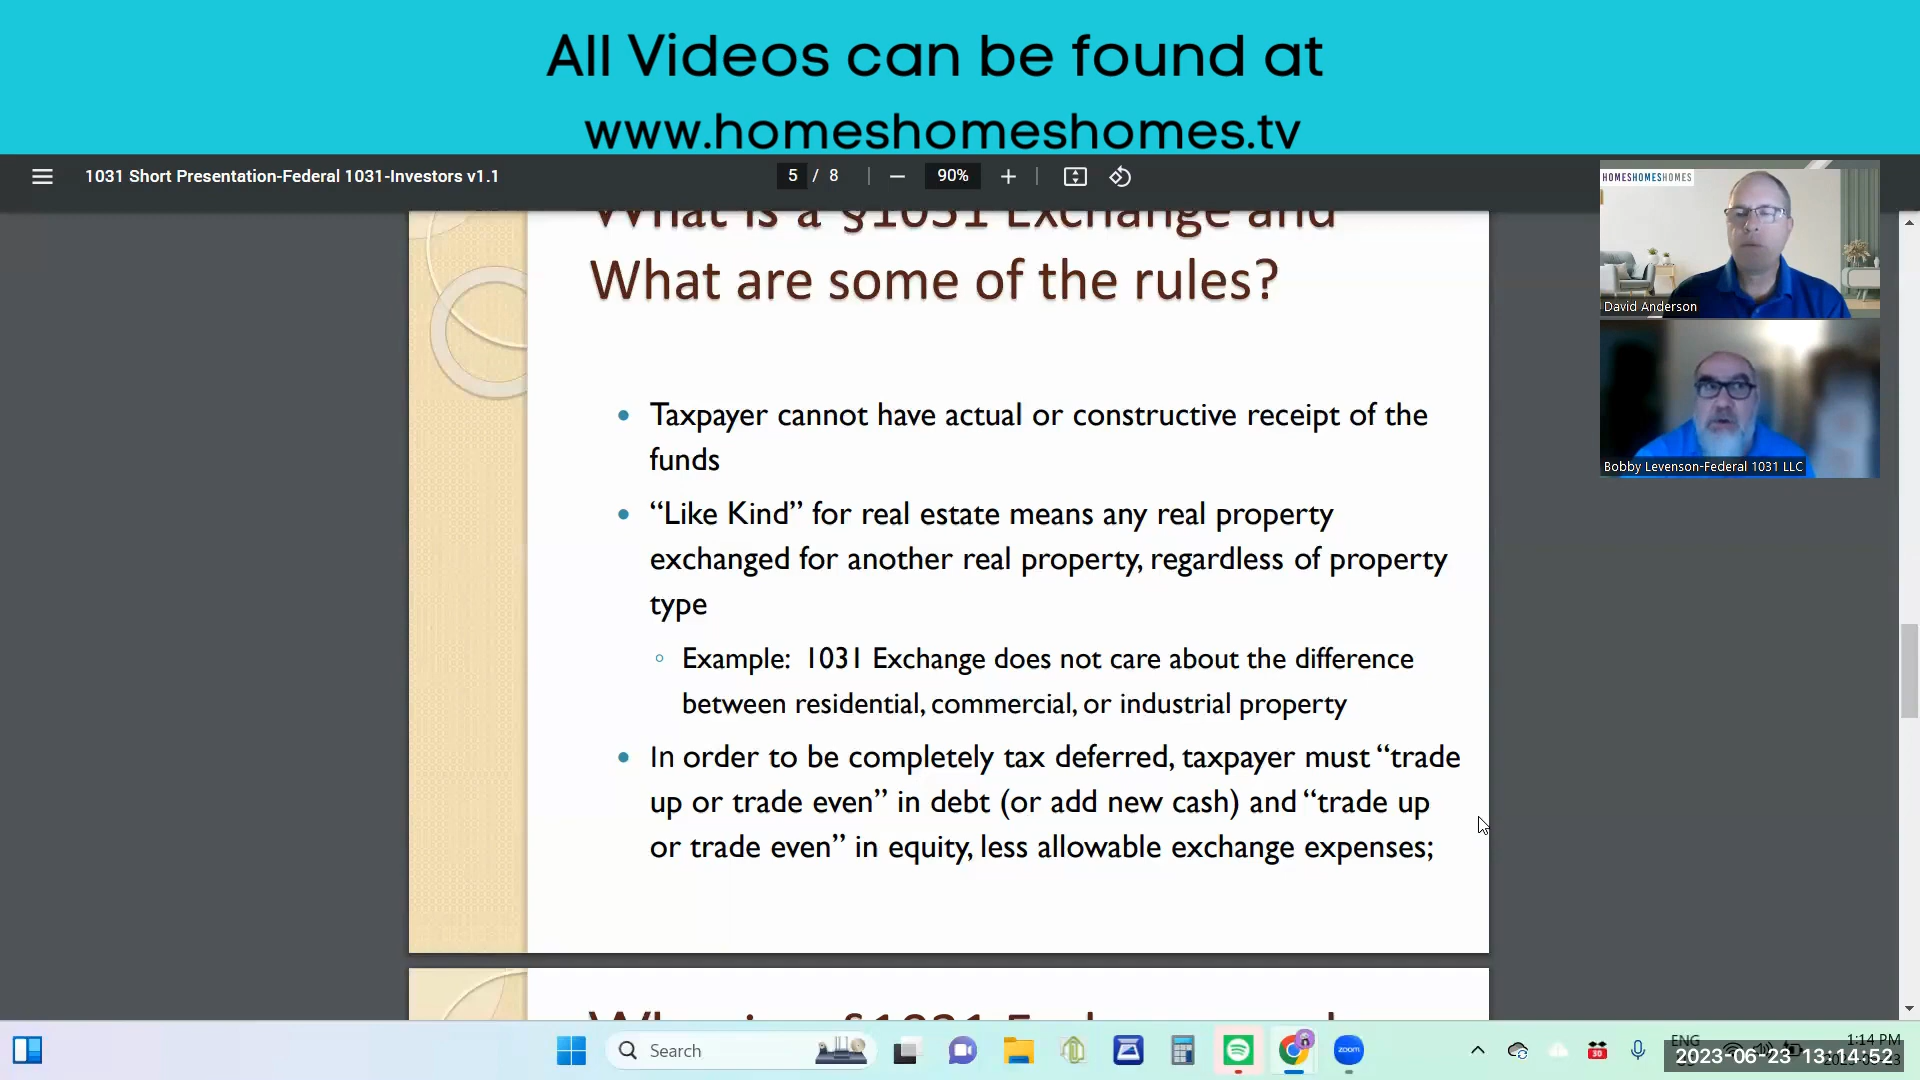 All Videos can be found at
www.homeshomeshomes.tv
1031 Short Presentation-Federal 1031-Investors v1.1
5 / 8
90%
HOMESHOMESHOMES
David Anderson
Bobby Levenson-Federal 1031 LLC
What is a §1031 Exchange and
What are some of the rules?
• Taxpayer cannot have actual or constructive receipt of the
funds
• “Like Kind” for real estate means any real property
exchanged for another real property, regardless of property
type
◦ Example: 1031 Exchange does not care about the difference
between residential, commercial, or industrial property
• In order to be completely tax deferred, taxpayer must “trade
up or trade even” in debt (or add new cash) and “trade up
or trade even” in equity, less allowable exchange expenses;
Search
zoom
30
ENG
1:14 PM
2023-06-23 13:14:52